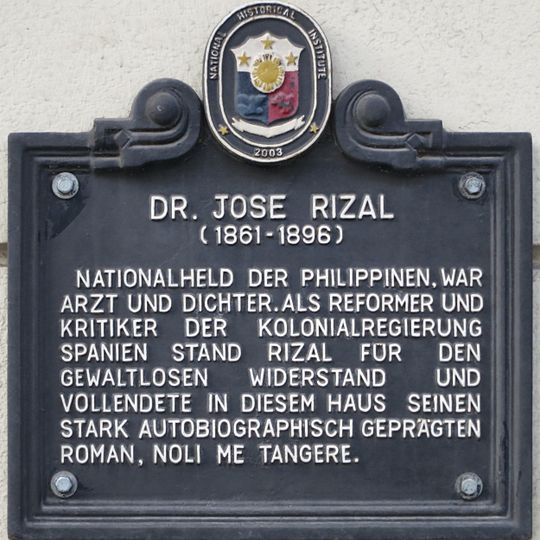 NATIONAL HISTORICAL INSTITUTE
2003
DR. JOSE RIZAL
(1861-1896)
NATIONALHELD DER PHILIPPINEN, WAR
ARZT UND DICHTER. ALS REFORMER UND
KRITIKER DER KOLONIALREGIERUNG
SPANIEN STAND RIZAL FÜR DEN
GEWALTLOSEN WIDERSTAND UND
VOLLENDETE IN DIESEM HAUS SEINEN
STARK AUTOBIOGRAPHISCH GEPRÄGTEN
ROMAN, NOLI ME TANGERE.